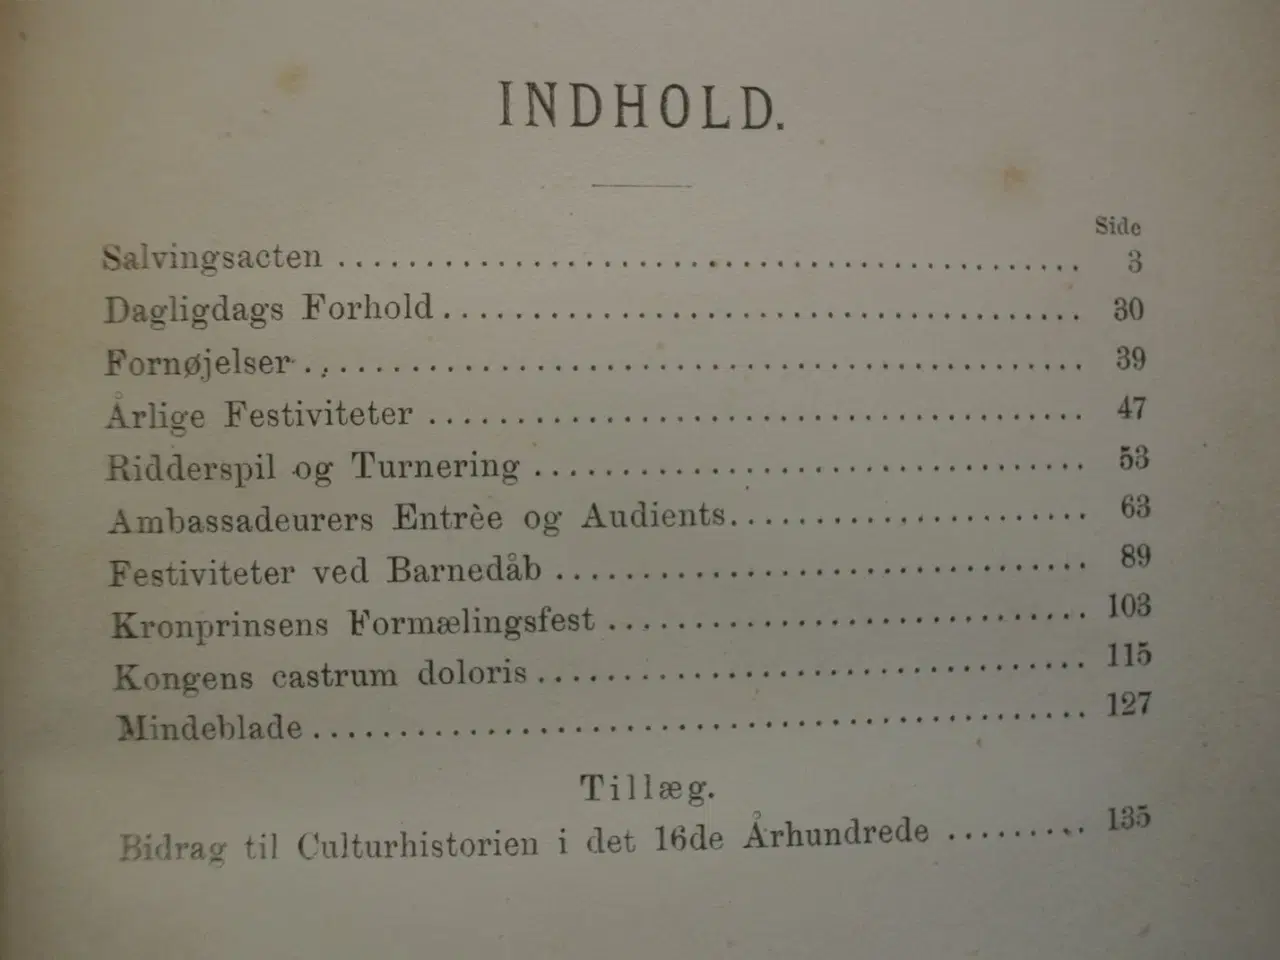 INDHOLD.
Side
Salvingsacten . . . . . . . . . . . . . . . . . . . . . . . . . . . . . . . . . . 3
Dagligdags Forhold . . . . . . . . . . . . . . . . . . . . . . . . . . . . . 30
Fornøjelser . . . . . . . . . . . . . . . . . . . . . . . . . . . . . . . . . . . 39
Årlige Festiviteter . . . . . . . . . . . . . . . . . . . . . . . . . . . . . . 47
Ridderspil og Turnering . . . . . . . . . . . . . . . . . . . . . . . . . 53
Ambassadeurers Entrèe og Audients. . . . . . . . . . . . . . . . . 63
Festiviteter ved Barnedåb . . . . . . . . . . . . . . . . . . . . . . . . 89
Kronprinsens Formælingsfest . . . . . . . . . . . . . . . . . . . . . 103
Kongens castrum doloris . . . . . . . . . . . . . . . . . . . . . . . . 115
Mindeblade . . . . . . . . . . . . . . . . . . . . . . . . . . . . . . . . . . 127
Tillæg.
Bidrag til Culturhistorien i det 16de Århundrede . . . . . . . . . 135